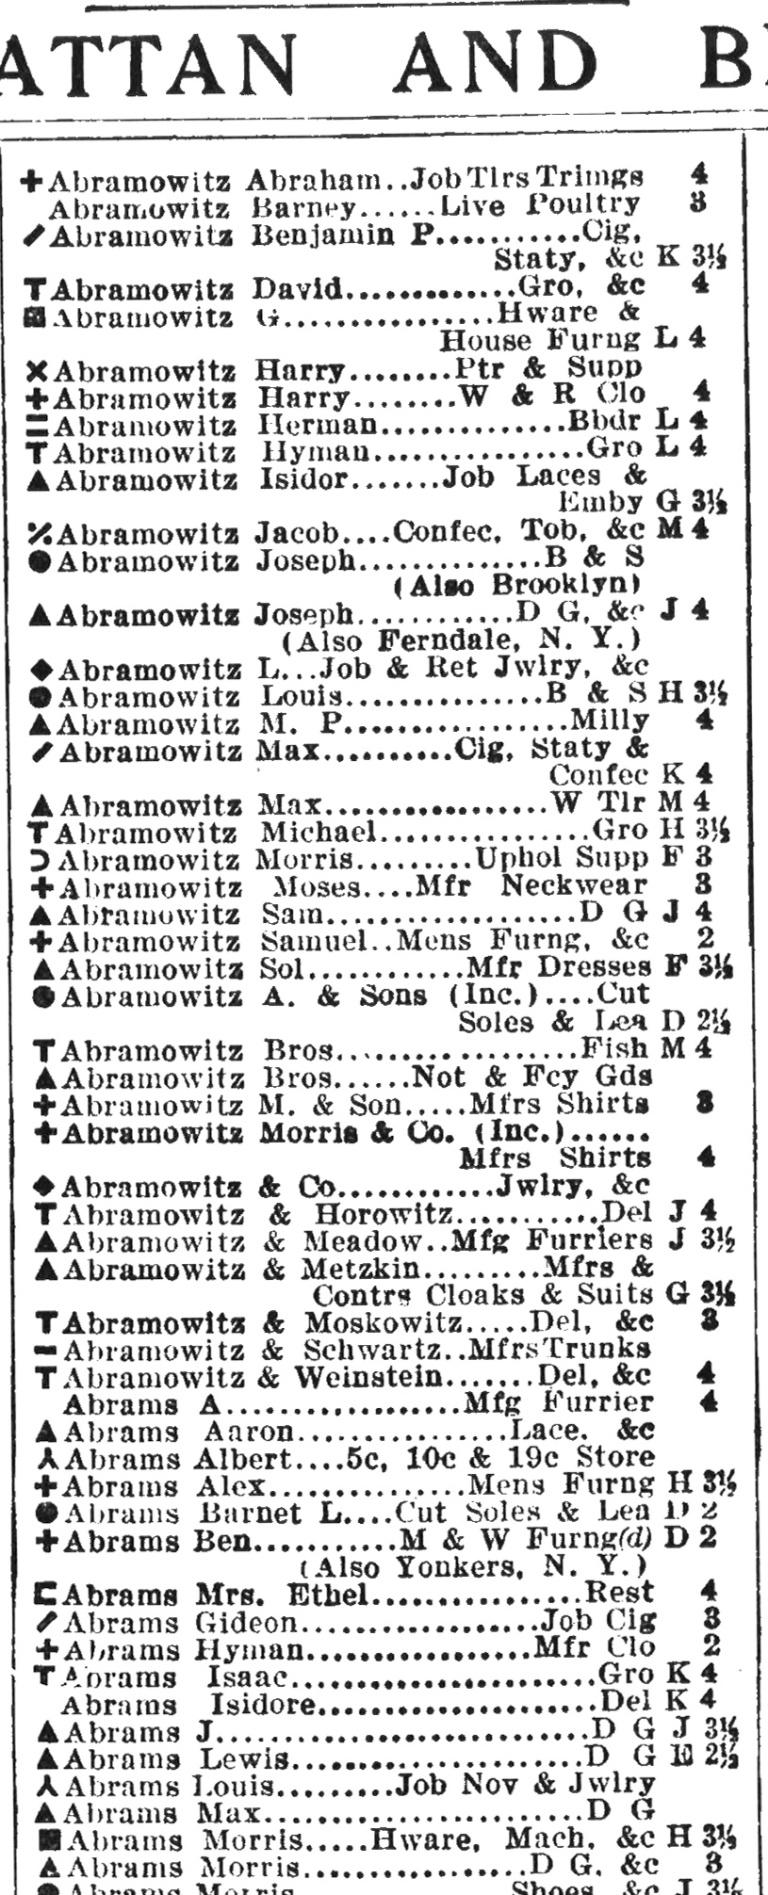 ATTAN AND B
+Abramowitz Abraham..Job Tlrs Trimgs 4
Abramowitz Barney......Live Poultry 3
Abramowitz Benjamin P...........Cig,
Staty, &c K 3½
TAbramowitz David..............Gro, &c 4
Abramowitz G.................Hware &
House Furng L 4
×Abramowitz Harry........Ptr & Supp
+Abramowitz Harry........W & R Clo 4
=Abramowitz Herman..............Bbdr L 4
TAbramowitz Hyman................Gro L 4
▲Abramowitz Isidor.......Job Laces &
Emby G 3½
٪Abramowitz Jacob....Confec, Tob, &c M 4
●Abramowitz Joseph..............B & S
(Also Brooklyn)
▲Abramowitz Joseph............D G, &c J 4
(Also Ferndale, N. Y.)
◆Abramowitz L...Job & Ret Jwlry, &c
●Abramowitz Louis...............B & S H 3½
▲Abramowitz M. P.................Milly 4
Abramowitz Max..........Cig, Staty &
Confec K 4
▲Abramowitz Max.................W Tlr M 4
TAbramowitz Michael................Gro H 3½
Abramowitz Morris.........Uphol Supp F 3
+Abramowitz Moses....Mfr Neckwear 3
▲Abramowitz Sam...................D G J 4
+Abramowitz Samuel..Mens Furng, &c 2
▲Abramowitz Sol............Mfr Dresses F 3½
●Abramowitz A. & Sons (Inc.)....Cut
Soles & Lea D 2½
TAbramowitz Bros...................Fish M 4
▲Abramowitz Bros......Not & Fcy Gds
+Abramowitz M. & Son.....Mfrs Shirts 3
+Abramowitz Morris & Co. (Inc.)......
Mfrs Shirts 4
◆Abramowitz & Co............Jwlry, &c
TAbramowitz & Horowitz...........Del J 4
▲Abramowitz & Meadow..Mfg Furriers J 3½
▲Abramowitz & Metzkin.........Mfrs &
Contrs Cloaks & Suits G 3½
TAbramowitz & Moskowitz.....Del, &c 3
Abramowitz & Schwartz..Mfrs Trunks
TAbramowitz & Weinstein.......Del, &c 4
Abrams A..................Mfg Furrier 4
▲Abrams Aaron................Lace, &c
Abrams Albert....5c, 10c & 19c Store
+Abrams Alex...............Mens Furng H 3½
●Abrams Barnet L....Cut Soles & Lea D 2
+Abrams Ben...........M & W Furng(d) D 2
(Also Yonkers, N. Y.)
Abrams Mrs. Ethel................Rest 4
Abrams Gideon..................Job Cig 3
+Abrams Hyman.................Mfr Clo 2
TAbrams Isaac........................Gro K 4
Abrams Isidore......................Del K 4
▲Abrams J............................D G J 3½
▲Abrams Lewis.......................D G E 2½
Abrams Louis.........Job Nov & Jwlry
▲Abrams Max........................D G
■Abrams Morris.....Hware, Mach, &c H 3½
▲Abrams Morris.................D G, &c 3
●Abrams Morris Shoes, &c J 3½